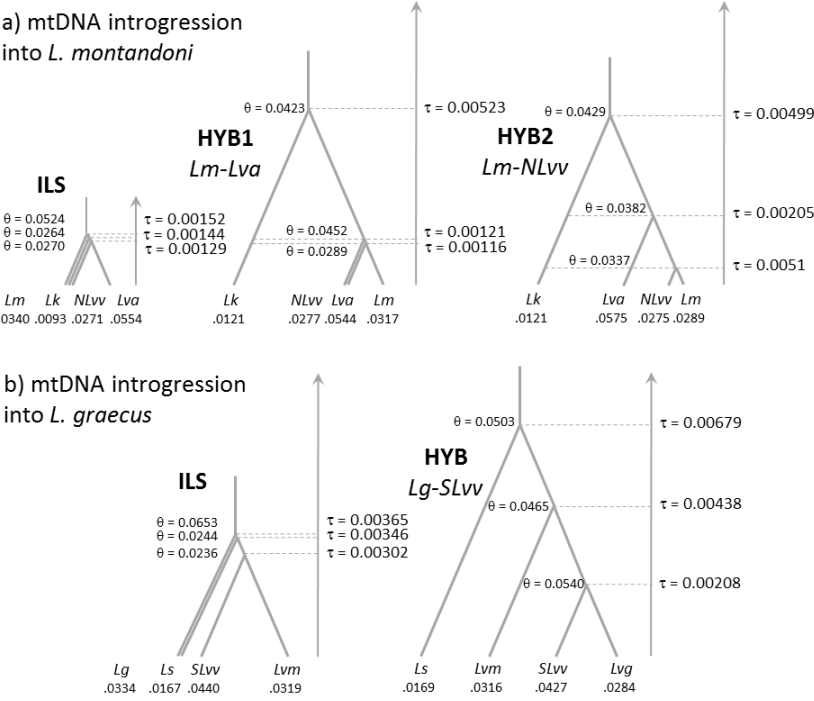 a) mtDNA introgression
into L. montandoni
ILS
θ = 0.0524
θ = 0.0264
θ = 0.0270
τ = 0.00152
τ = 0.00144
τ = 0.00129
Lm Lk NLvv Lva
0340 .0093 .0271 .0554
HYB1
Lm-Lva
θ = 0.0423
τ = 0.00523
θ = 0.0452
θ = 0.0289
τ = 0.00121
τ = 0.00116
Lk NLvv Lva Lm
.0121 .0277 .0544 .0317
HYB2
Lm-NLvv
θ = 0.0429
τ = 0.00499
θ = 0.0382
τ = 0.00205
θ = 0.0337
τ = 0.0051
Lk Lva NLvv Lm
.0121 .0575 .0275 .0289
b) mtDNA introgression
into L. graecus
ILS
θ = 0.0653
θ = 0.0244
θ = 0.0236
τ = 0.00365
τ = 0.00346
τ = 0.00302
Lg Ls SLvv Lvm
.0334 .0167 .0440 .0319
HYB
Lg-SLvv
θ = 0.0503
τ = 0.00679
θ = 0.0465
τ = 0.00438
θ = 0.0540
τ = 0.00208
Ls Lvm SLvv Lvg
.0169 .0316 .0427 .0284